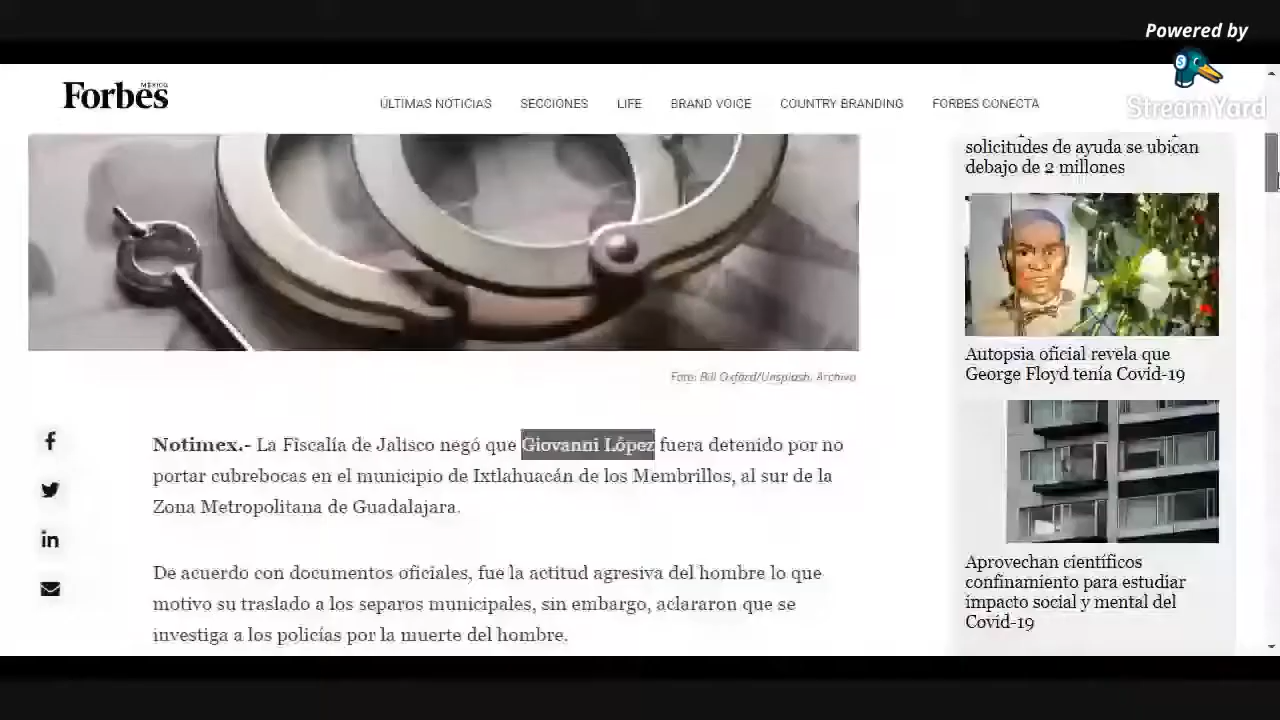 Powered by
StreamYard
Forbes
MÉXICO
ÚLTIMAS NOTICIAS
SECCIONES
LIFE
BRAND VOICE
COUNTRY BRANDING
FORBES CONECTA
Foto: Bill Oxford/Unsplash. Archivo
Notimex.- La Fiscalía de Jalisco negó que Giovanni López fuera detenido por no
portar cubrebocas en el municipio de Ixtlahuacán de los Membrillos, al sur de la
Zona Metropolitana de Guadalajara.
De acuerdo con documentos oficiales, fue la actitud agresiva del hombre lo que
motivo su traslado a los separos municipales, sin embargo, aclararon que se
investiga a los policías por la muerte del hombre.
solicitudes de ayuda se ubican
debajo de 2 millones
Autopsia oficial revela que
George Floyd tenía Covid-19
Aprovechan científicos
confinamiento para estudiar
impacto social y mental del
Covid-19